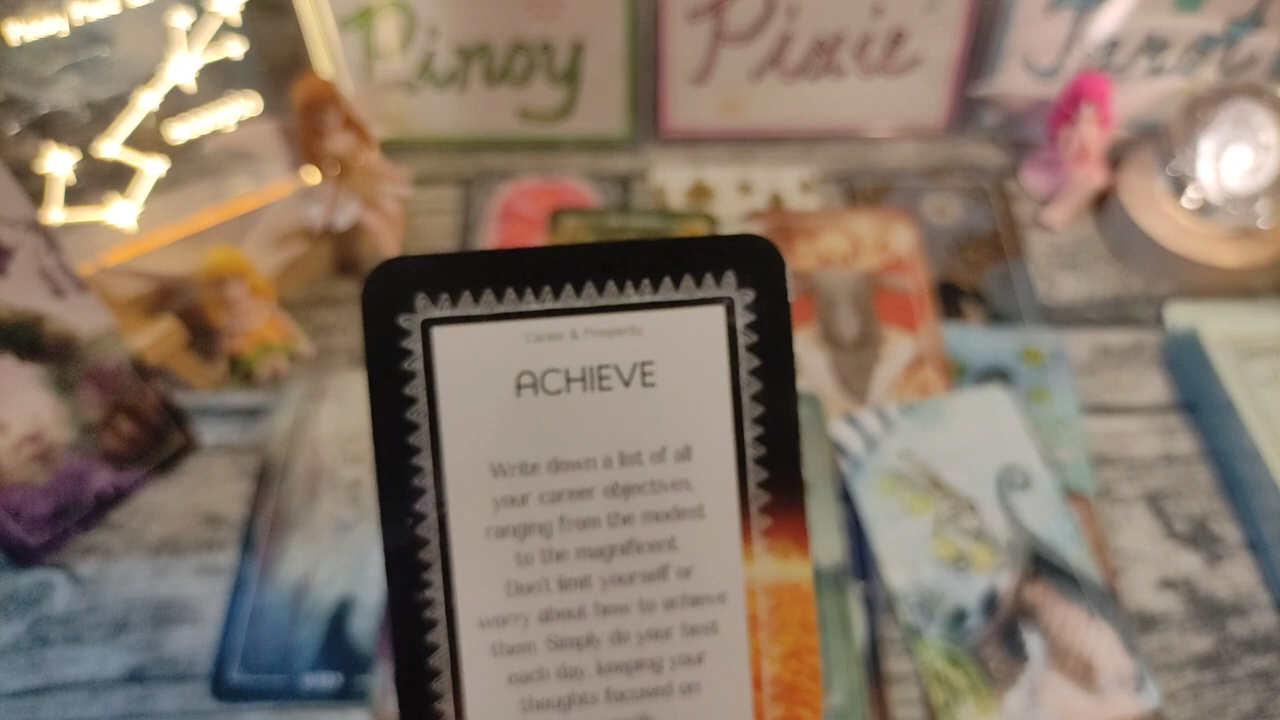 Pinoy
Pixie
Tarot
Career & Prosperity
ACHIEVE
Write down a list of all
your career objectives,
ranging from the modest
to the magnificent.
Don't limit yourself or
worry about how to achieve
them. Simply do your best
each day, keeping your
thoughts focused on